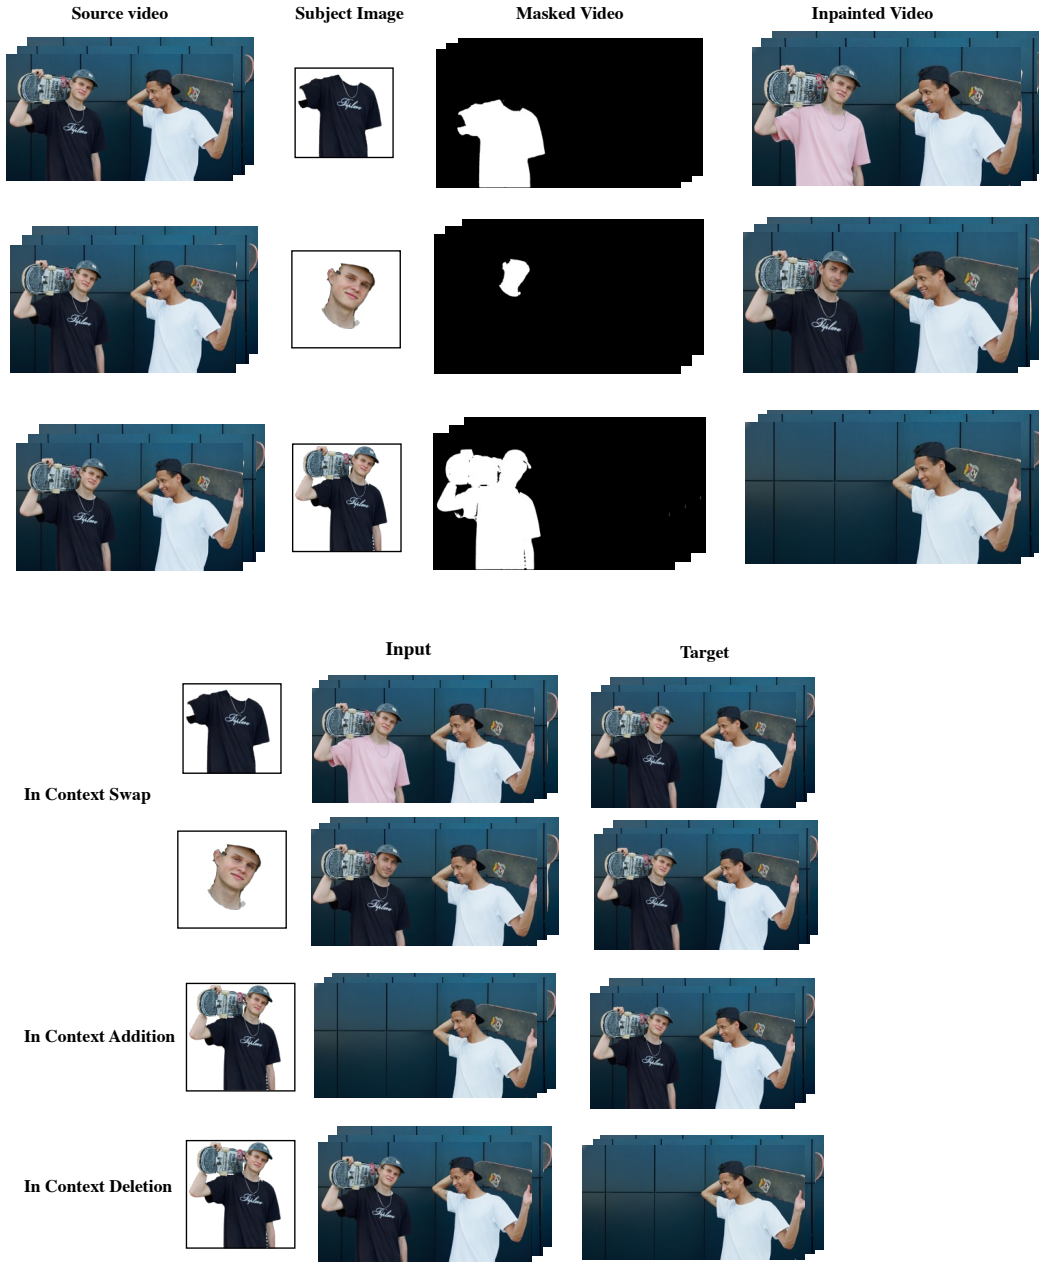 Source video Subject Image Masked Video Inpainted Video
Input Target
In Context Swap
In Context Addition
In Context Deletion